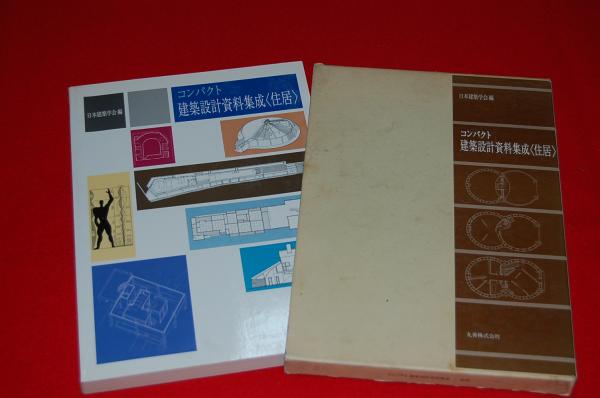 日本建築学会編
コンパクト
建築設計資料集成〈住居〉
日本建築学会編
コンパクト
建築設計資料集成〈住居〉
丸善株式会社